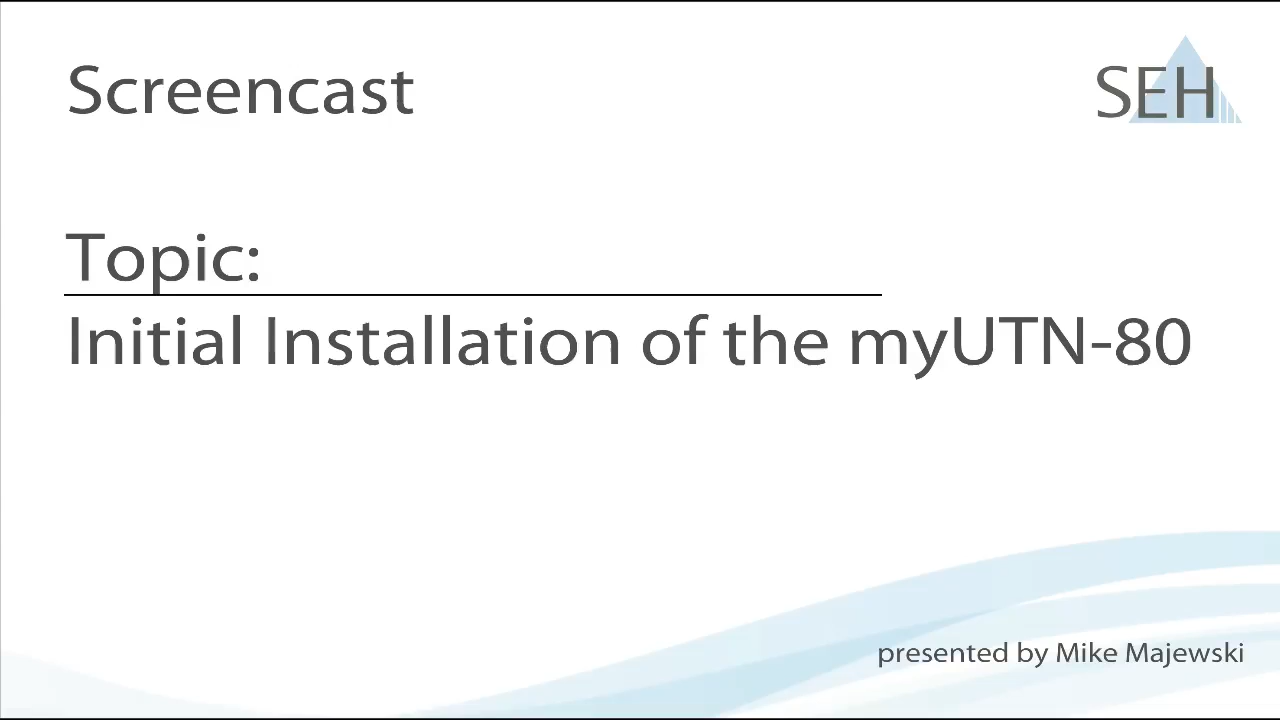 Screencast
SEH
Topic:
Initial Installation of the myUTN-80
presented by Mike Majewski